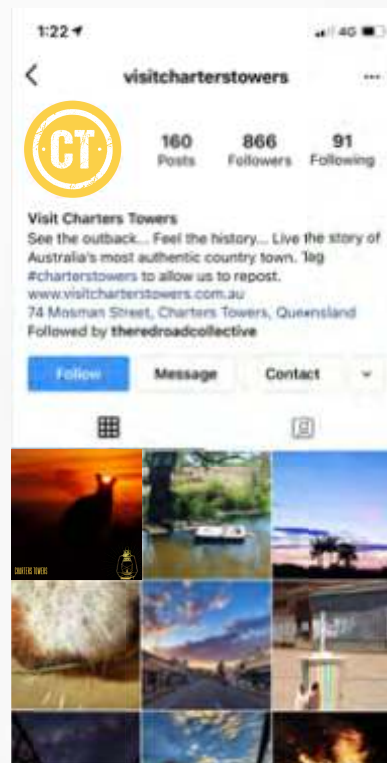 1:22
4G
visitcharterstowers
...
CT
160 866 91
Posts Followers Following
Visit Charters Towers
See the outback... Feel the history... Live the story of
Australia's most authentic country town. Tag
#charterstowers to allow us to repost.
www.visitcharterstowers.com.au
74 Mosman Street, Charters Towers, Queensland
Followed by theredroadcollective
Follow Message Contact
CHARTERS TOWERS